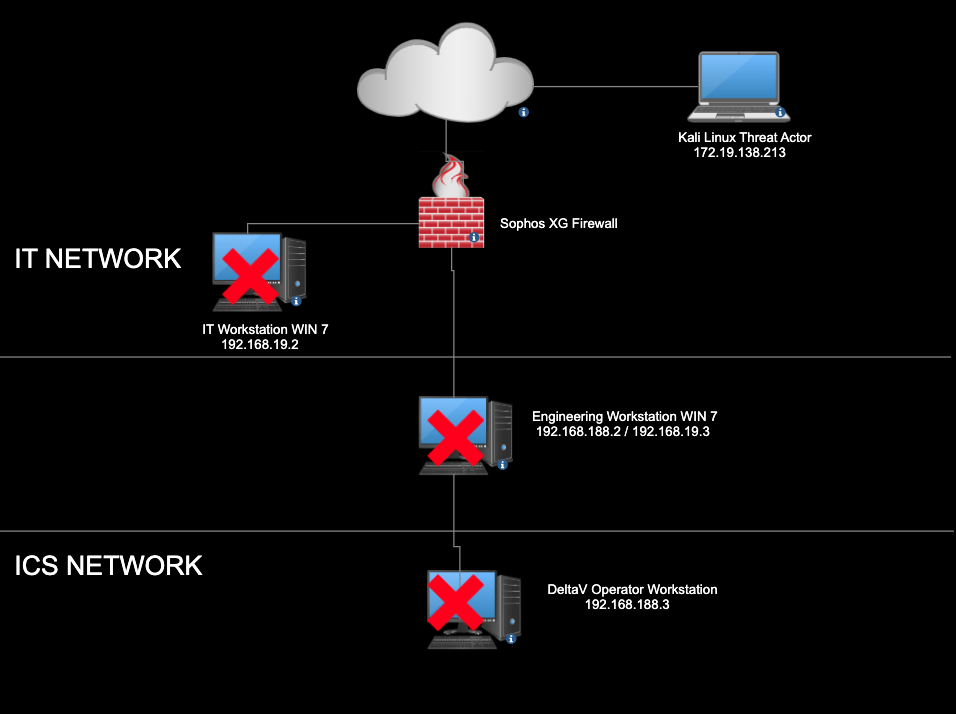 Kali Linux Threat Actor
172.19.138.213
Sophos XG Firewall
IT NETWORK
IT Workstation WIN 7
192.168.19.2
Engineering Workstation WIN 7
192.168.188.2 / 192.168.19.3
ICS NETWORK
DeltaV Operator Workstation
192.168.188.3